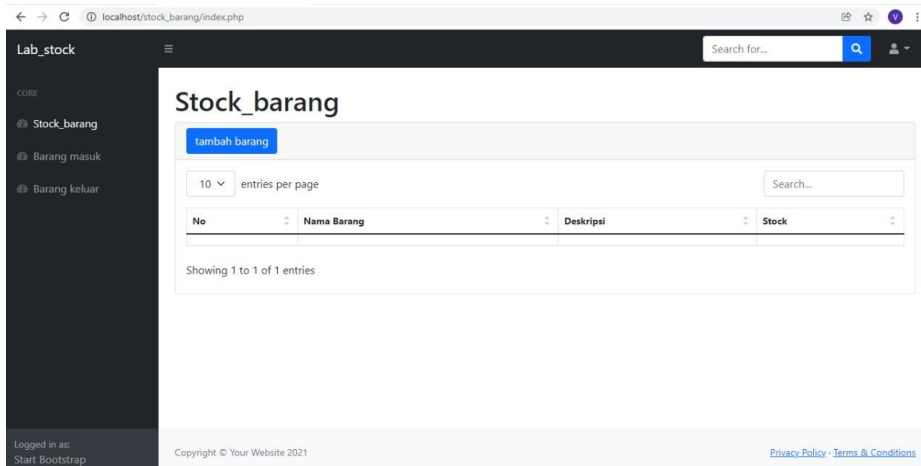 localhost/stock_barang/index.php
V
Lab_stock
Search for...
CORE
Stock_barang
Barang masuk
Barang keluar
Stock_barang
tambah barang
10 entries per page
Search...
No Nama Barang Deskripsi Stock
Showing 1 to 1 of 1 entries
Logged in as:
Start Bootstrap
Copyright © Your Website 2021
Privacy Policy · Terms & Conditions